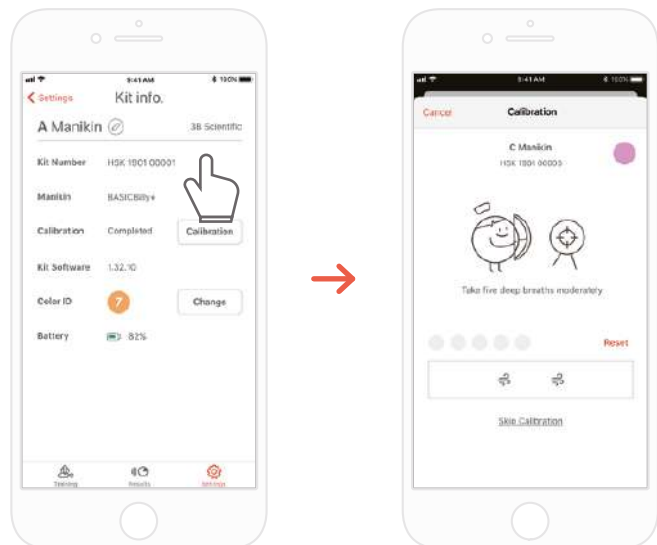 9:41 AM 100%
Settings Kit info.
A Manikin 3B Scientific
Kit Number HSK 1801 00001
Manikin BASICBilly+
Calibration Completed Calibration
Kit Software 1.32.10
Color ID 7 Change
Battery 82%
Training Results Settings
9:41 AM 100%
Cancel Calibration
C Manikin
HSK 1801 00003
Take five deep breaths moderately
Reset
Skip Calibration